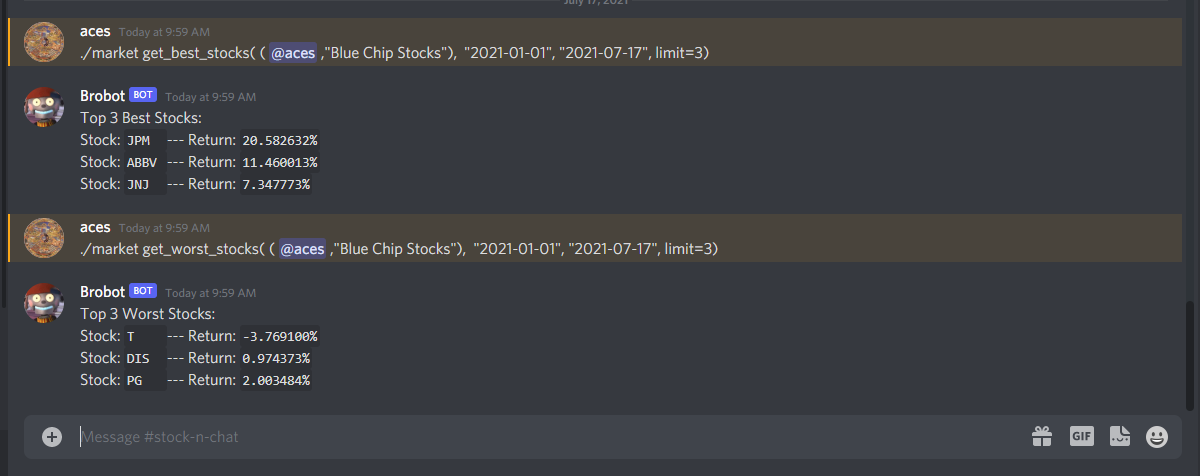 July 17, 2021
aces Today at 9:59 AM
./market get_best_stocks( ( @aces ,"Blue Chip Stocks"), "2021-01-01", "2021-07-17", limit=3)
Brobot BOT Today at 9:59 AM
Top 3 Best Stocks:
Stock: JPM --- Return: 20.582632%
Stock: ABBV --- Return: 11.460013%
Stock: JNJ --- Return: 7.347773%
aces Today at 9:59 AM
./market get_worst_stocks( ( @aces ,"Blue Chip Stocks"), "2021-01-01", "2021-07-17", limit=3)
Brobot BOT Today at 9:59 AM
Top 3 Worst Stocks:
Stock: T --- Return: -3.769100%
Stock: DIS --- Return: 0.974373%
Stock: PG --- Return: 2.003484%
Message #stock-n-chat
GIF